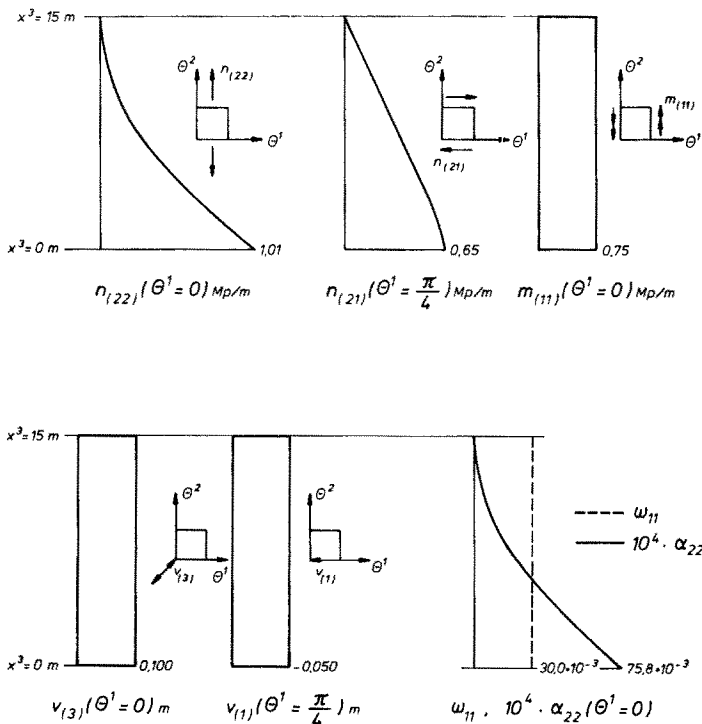 x³ = 15 m
Θ² n₍₂₂₎ Θ² Θ² m₍₁₁₎
Θ¹ n₍₂₁₎ Θ¹ Θ¹
x³ = 0 m 1,01 0,65 0,75
n₍₂₂₎(Θ¹ = 0) Mp/m n₍₂₁₎(Θ¹ = π/4) Mp/m m₍₁₁₎(Θ¹ = 0) Mp/m
x³ = 15 m
Θ² Θ² --- ω₁₁
v₍₃₎ Θ¹ v₍₁₎ Θ¹ — 10⁴ · α₂₂
x³ = 0 m 0,100 -0,050 30,0•10⁻³ 75,8•10⁻³
v₍₃₎(Θ¹ = 0) m v₍₁₎(Θ¹ = π/4) m ω₁₁ , 10⁴ · α₂₂(Θ¹ = 0)